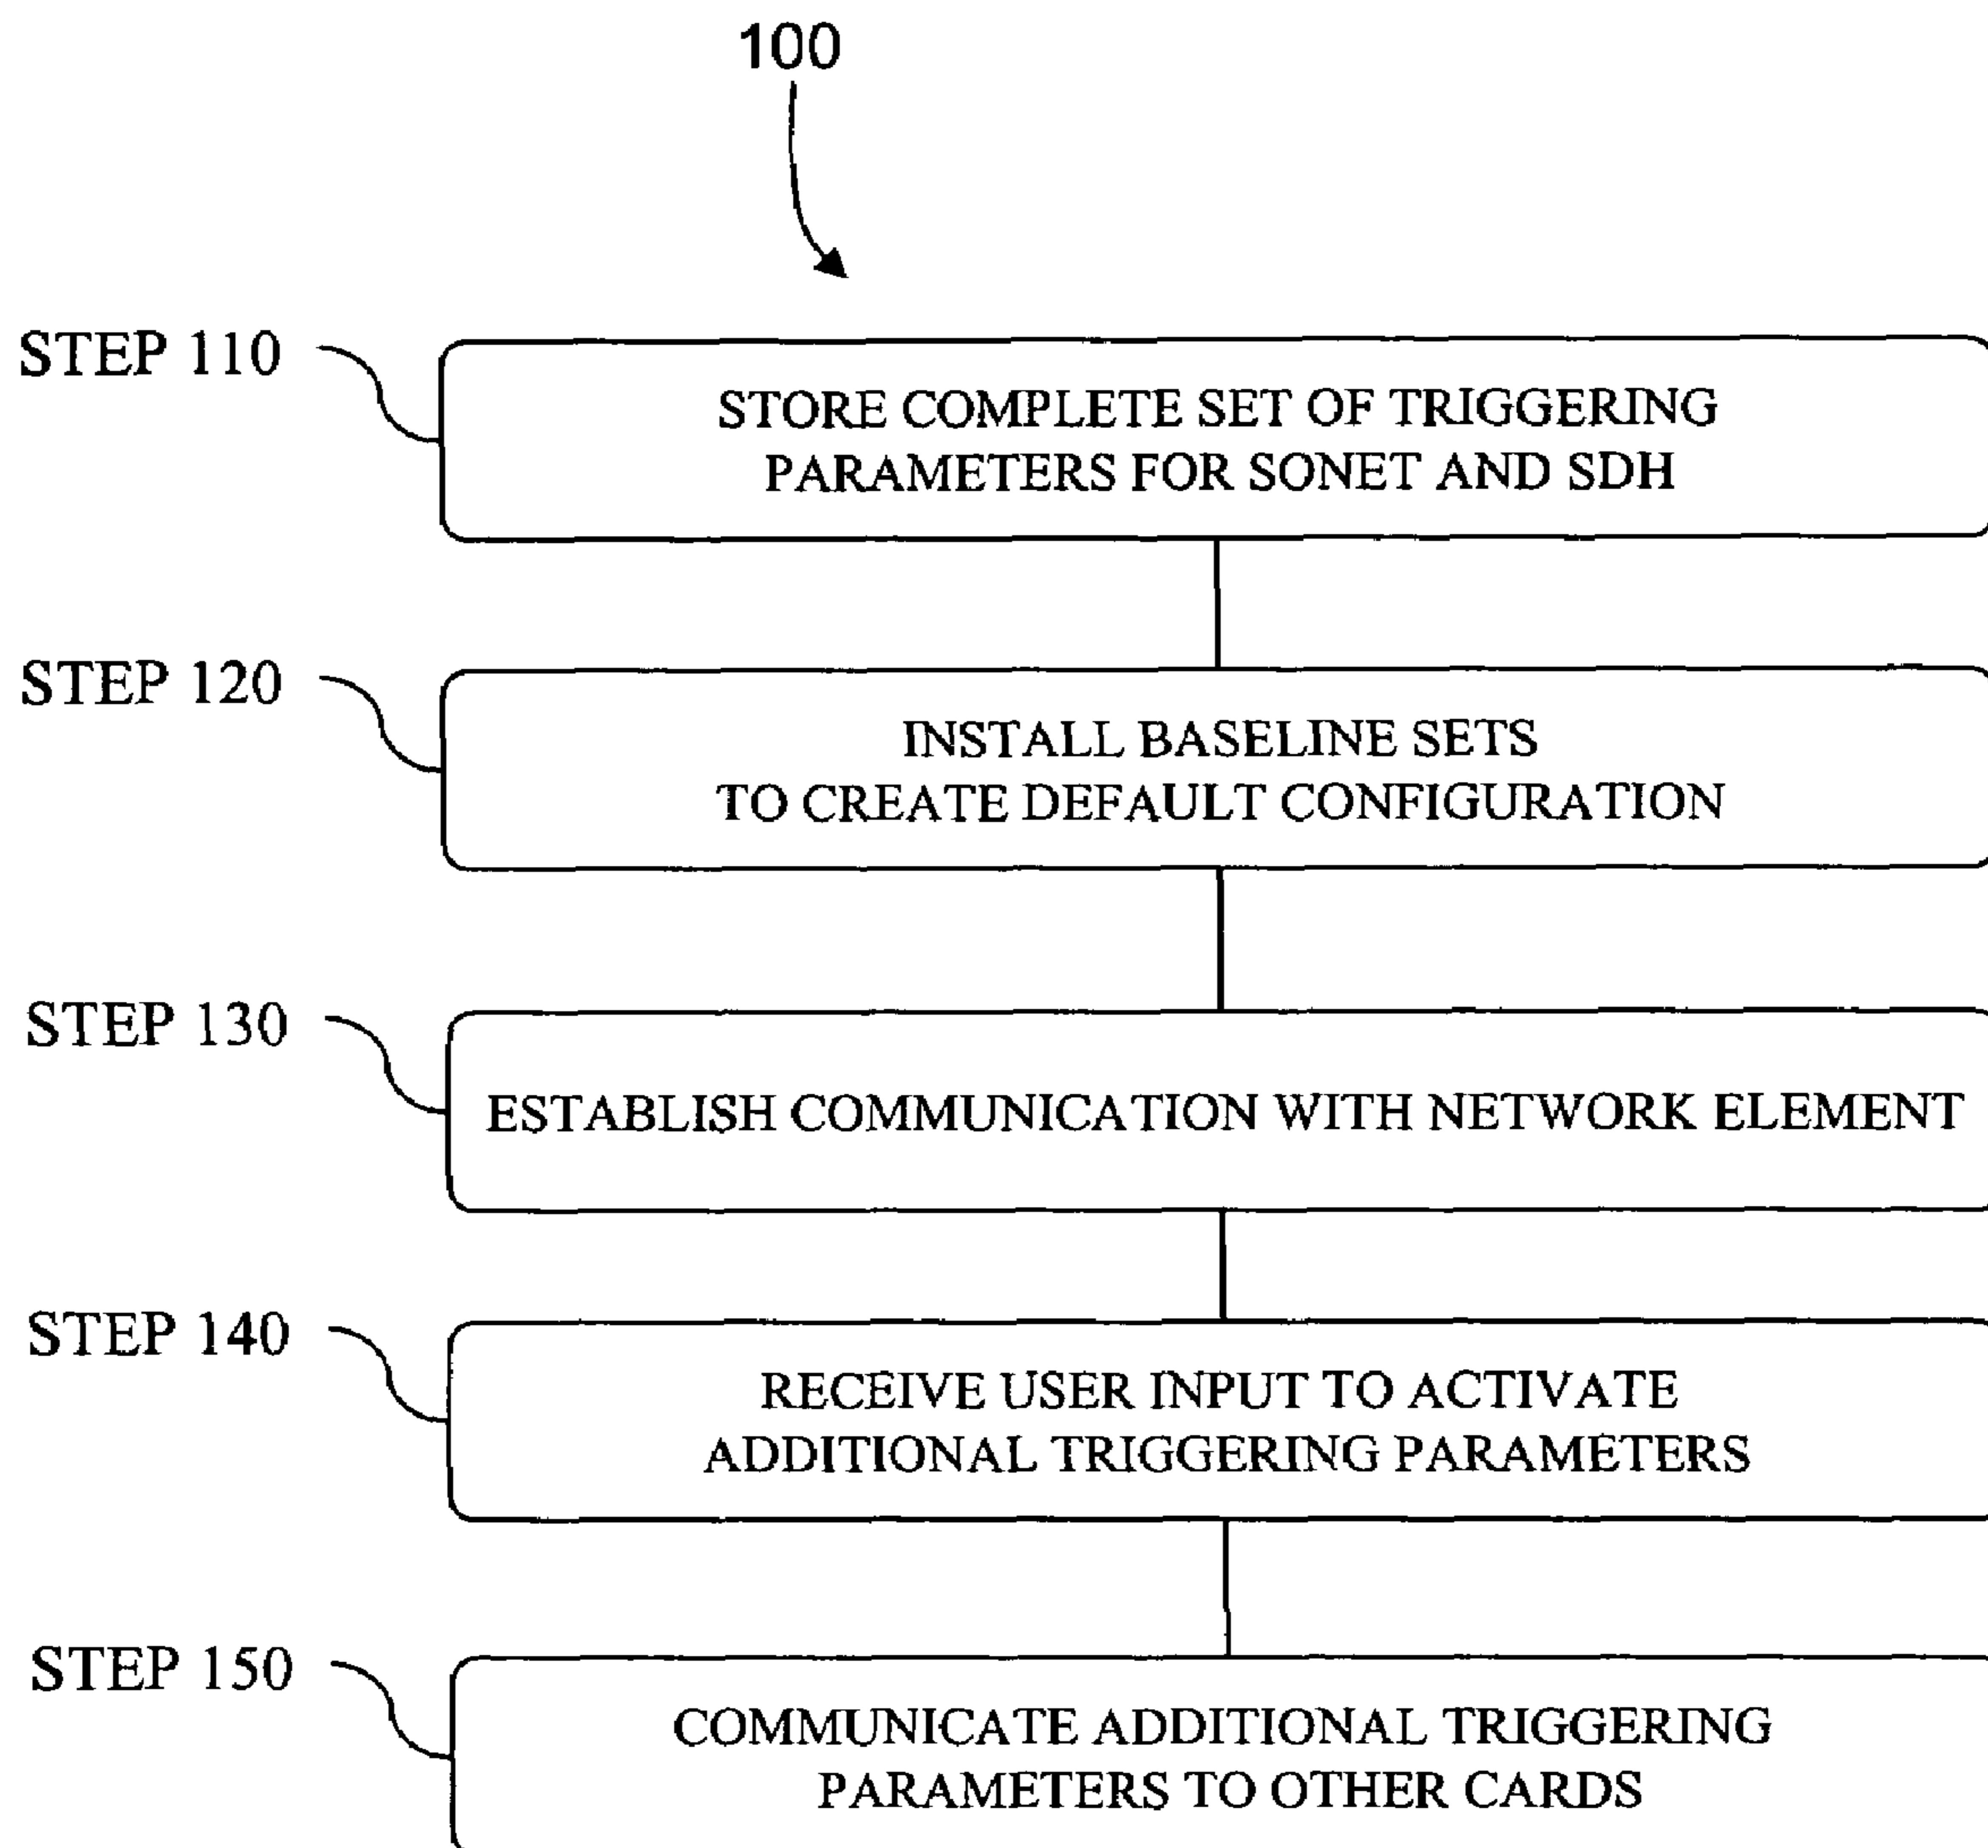 100
STEP 110
STORE COMPLETE SET OF TRIGGERING
PARAMETERS FOR SONET AND SDH
STEP 120
INSTALL BASELINE SETS
TO CREATE DEFAULT CONFIGURATION
STEP 130
ESTABLISH COMMUNICATION WITH NETWORK ELEMENT
STEP 140
RECEIVE USER INPUT TO ACTIVATE
ADDITIONAL TRIGGERING PARAMETERS
STEP 150
COMMUNICATE ADDITIONAL TRIGGERING
PARAMETERS TO OTHER CARDS